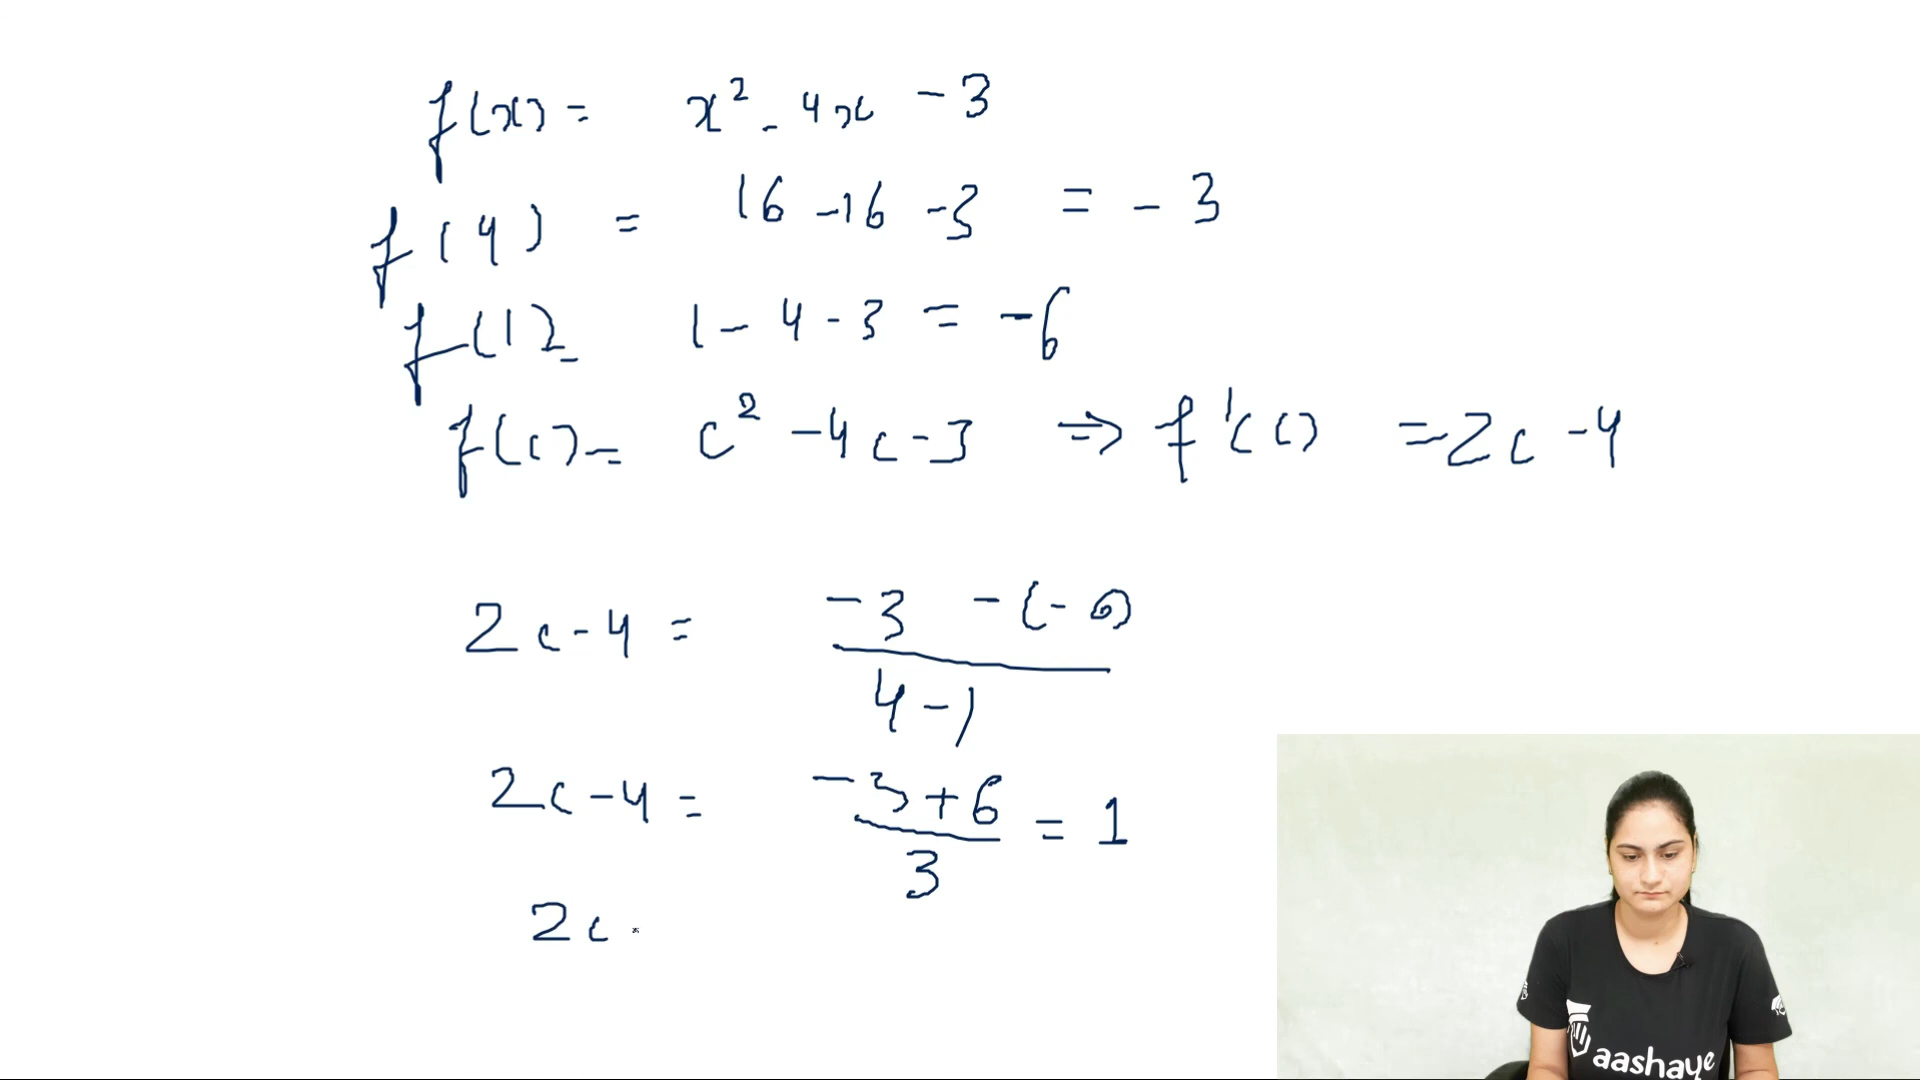 f(x) = x² - 4x - 3
f(4) = 16 - 16 - 3 = - 3
f(1) = 1 - 4 - 3 = -6
f(c) = c² - 4c - 3 ⇒ f'(c) = 2c - 4
2c - 4 = (-3 - (-6)) / (4 - 1)
2c - 4 = (-3 + 6) / 3 = 1
2c
aashaye